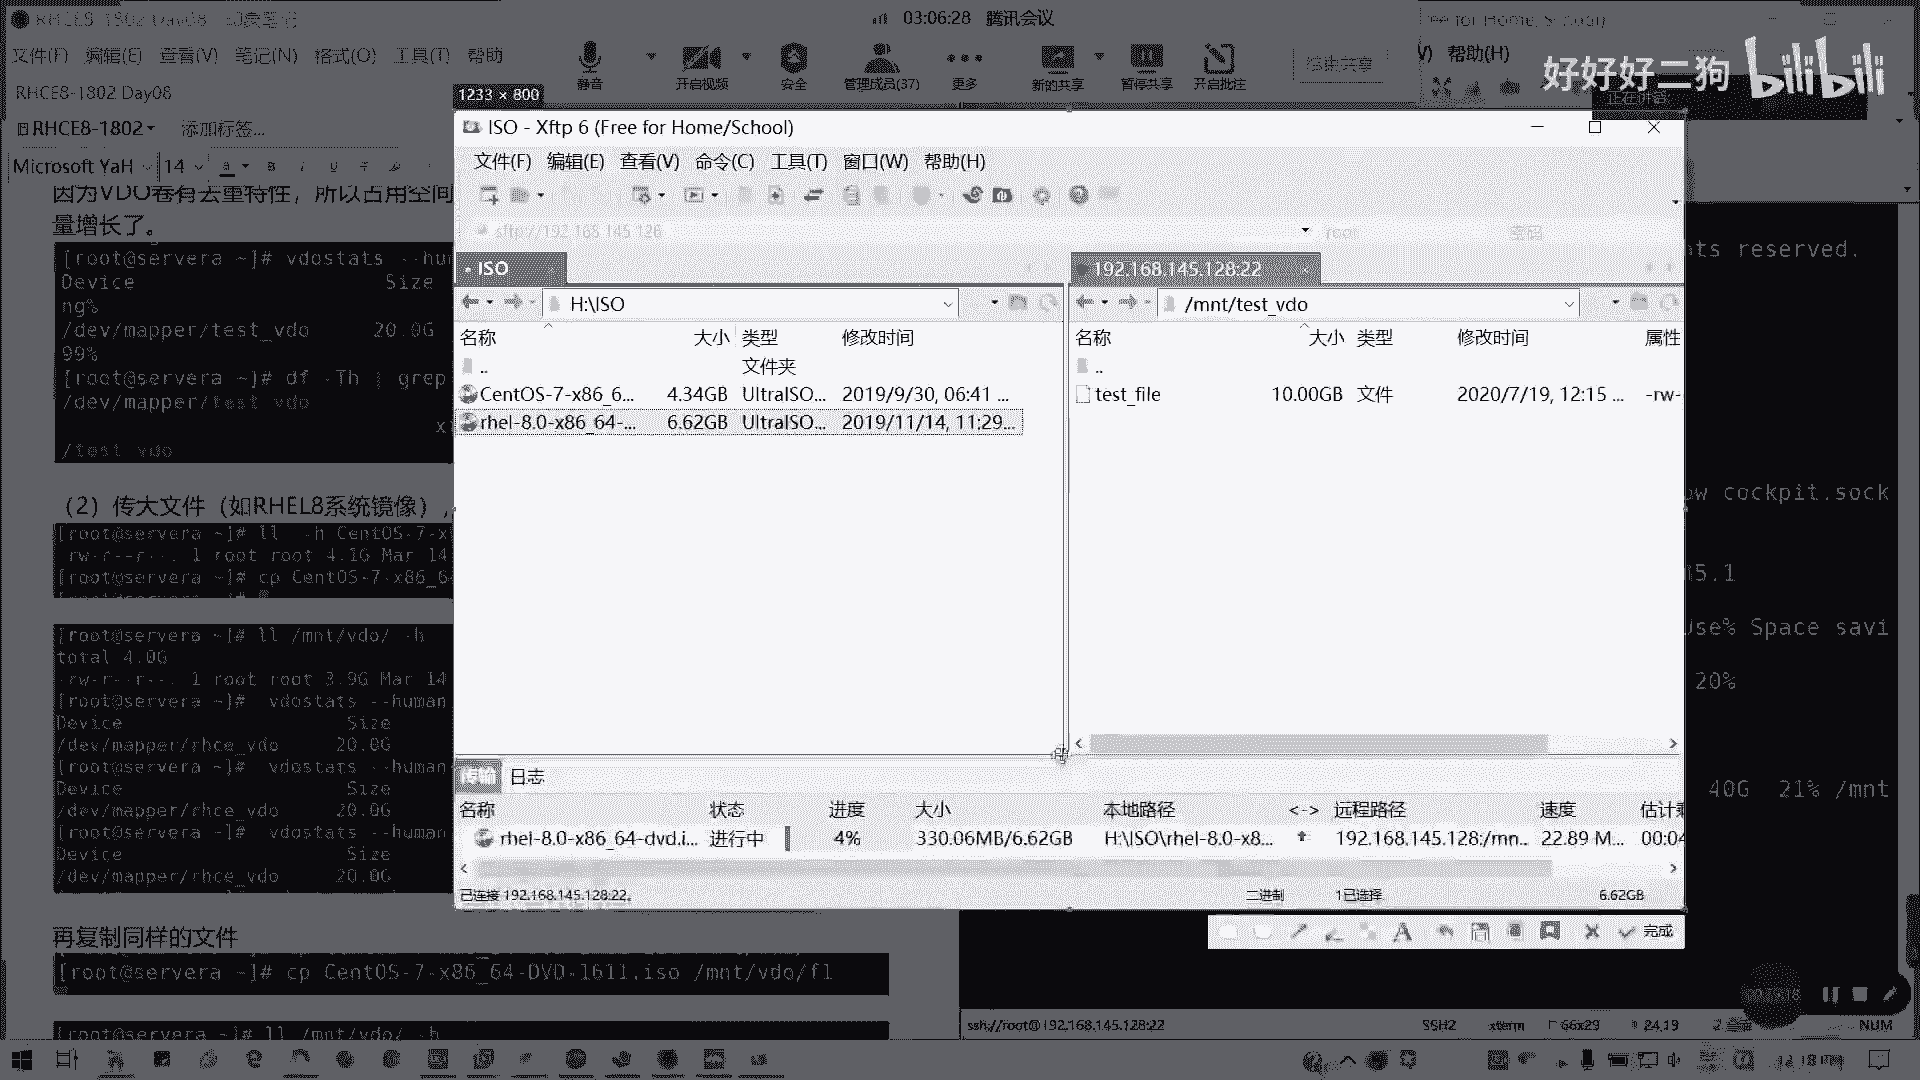 RHCE8-1802 Day08
03:06:28 腾讯会议
文件(F) 编辑(E) 查看(V) 笔记(N) 格式(O) 工具(T) 帮助
静音 开启视频 安全 管理成员(37) 更多 新的共享 暂停共享 开启批注 结束共享
帮助(H)
好好好二狗 bilibili
RHCE8-1802 Day08
1233 × 800
RHCE8-1802 添加标签...
Microsoft YaH 14
因为VDO卷有去重特性，所以占用空间
量增长了。
[root@servera ~]# vdostats --hum
Device Size
ng%
/dev/mapper/test_vdo 20.0G
99%
[root@servera ~]# df -Th | grep
/dev/mapper/test_vdo
/test_vdo
（2）传大文件（如RHEL8系统镜像）,
[root@servera ~]# ll -h CentOS-7-x
-rw-r--r--. 1 root root 4.1G Mar 14
[root@servera ~]# cp CentOS-7-x86_6
[root@servera ~]# ll /mnt/vdo/ -h
total 4.0G
-rw-r--r--. 1 root root 3.9G Mar 14
[root@servera ~]# vdostats --human
Device Size
/dev/mapper/rhce_vdo 20.0G
[root@servera ~]# vdostats --human
Device Size
/dev/mapper/rhce_vdo 20.0G
[root@servera ~]# vdostats --human
Device Size
/dev/mapper/rhce_vdo 20.0G
再复制同样的文件
[root@servera ~]# cp CentOS-7-x86_64-DVD-1611.iso /mnt/vdo/fl
[root@servera ~]# ll /mnt/vdo/ -h
ISO - Xftp 6 (Free for Home/School)
文件(F) 编辑(E) 查看(V) 命令(C) 工具(T) 窗口(W) 帮助(H)
sftp://192.168.145.128 root 密码
ISO 192.168.145.128:22
H:\ISO /mnt/test_vdo
名称 大小 类型 修改时间 名称 大小 类型 修改时间 属性
.. 文件夹 ..
CentOS-7-x86_6... 4.34GB UltraISO... 2019/9/30, 06:41 ... test_file 10.00GB 文件 2020/7/19, 12:15 ... -rw-
rhel-8.0-x86_64-... 6.62GB UltraISO... 2019/11/14, 11:29...
传输 日志
名称 状态 进度 大小 本地路径 <-> 远程路径 速度
rhel-8.0-x86_64-dvd.i... 进行中 4% 330.06MB/6.62GB H:\ISO\rhel-8.0-x8... 192.168.145.128:/mn... 22.89 M... 00:04
已连接 192.168.145.128:22。 二进制 1已选择 6.62GB
完成
hts reserved.
ow cockpit.sock
Use% Space savi
20%
40G 21% /mnt
ssh://root@192.168.145.128:22 SSH2 xterm 66x29 24,19 NUM